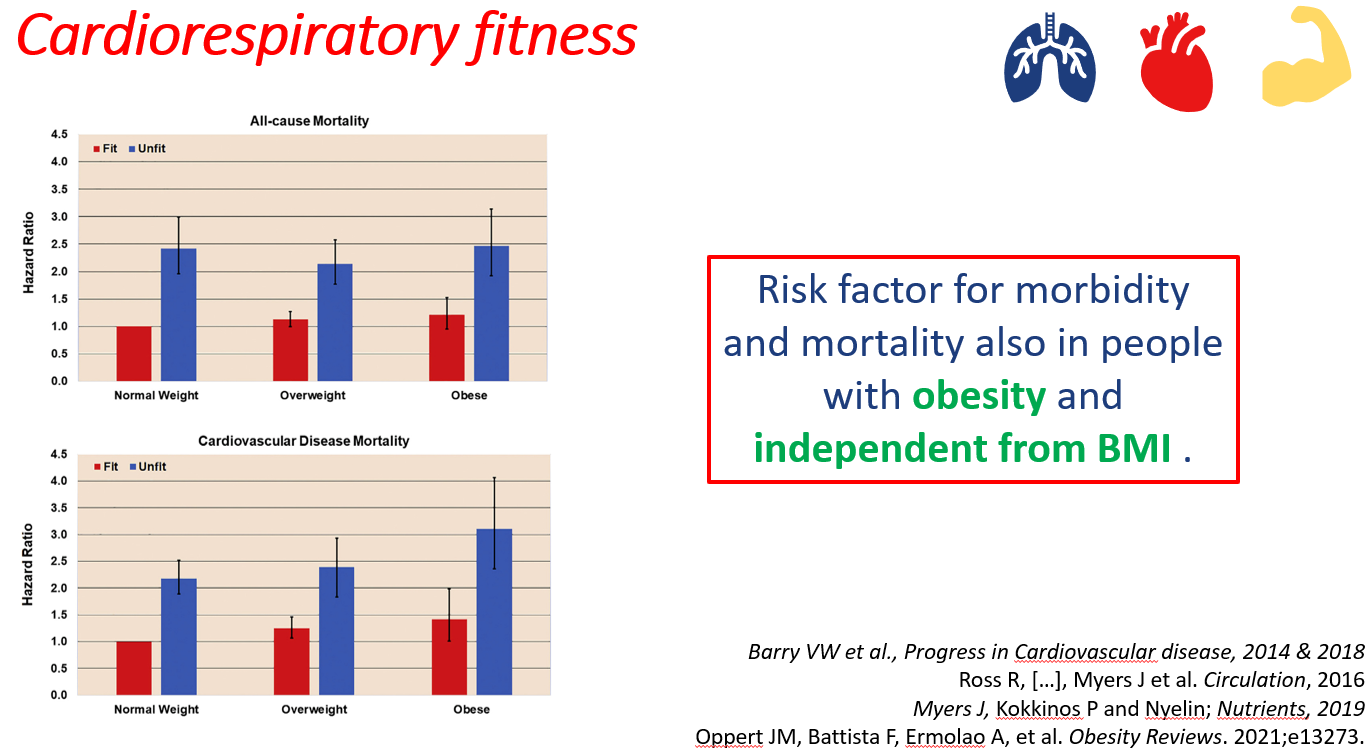 Cardiorespiratory fitness
All-cause Mortality
4.5
4.0
3.5
3.0
2.5
2.0
1.5
1.0
0.5
0.0
Hazard Ratio
Fit Unfit
Normal Weight Overweight Obese
Cardiovascular Disease Mortality
4.5
4.0
3.5
3.0
2.5
2.0
1.5
1.0
0.5
0.0
Hazard Ratio
Fit Unfit
Normal Weight Overweight Obese
Risk factor for morbidity
and mortality also in people
with obesity and
independent from BMI .
Barry VW et al., Progress in Cardiovascular disease, 2014 & 2018
Ross R, […], Myers J et al. Circulation, 2016
Myers J, Kokkinos P and Nyelin; Nutrients, 2019
Oppert JM, Battista F, Ermolao A, et al. Obesity Reviews. 2021;e13273.